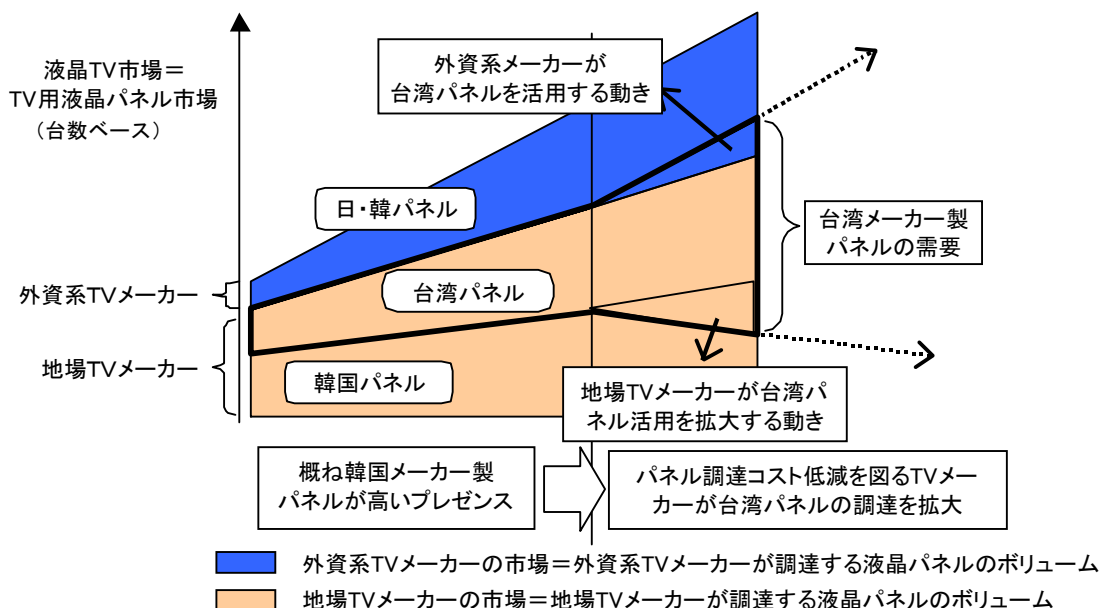 液晶TV市場＝
TV用液晶パネル市場
（台数ベース）
外資系メーカーが
台湾パネルを活用する動き
日・韓パネル
台湾メーカー製
パネルの需要
外資系TVメーカー
台湾パネル
地場TVメーカー
韓国パネル
地場TVメーカーが台湾パ
ネル活用を拡大する動き
概ね韓国メーカー製
パネルが高いプレゼンス
パネル調達コスト低減を図るTVメー
カーが台湾パネルの調達を拡大
外資系TVメーカーの市場＝外資系TVメーカーが調達する液晶パネルのボリューム
地場TVメーカーの市場＝地場TVメーカーが調達する液晶パネルのボリューム